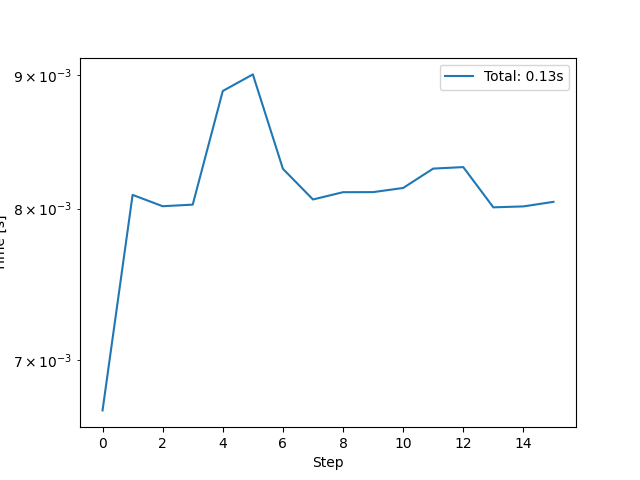 Total: 0.13s
9 × 10⁻³
8 × 10⁻³
7 × 10⁻³
[s]
0 2 4 6 8 10 12 14
Step